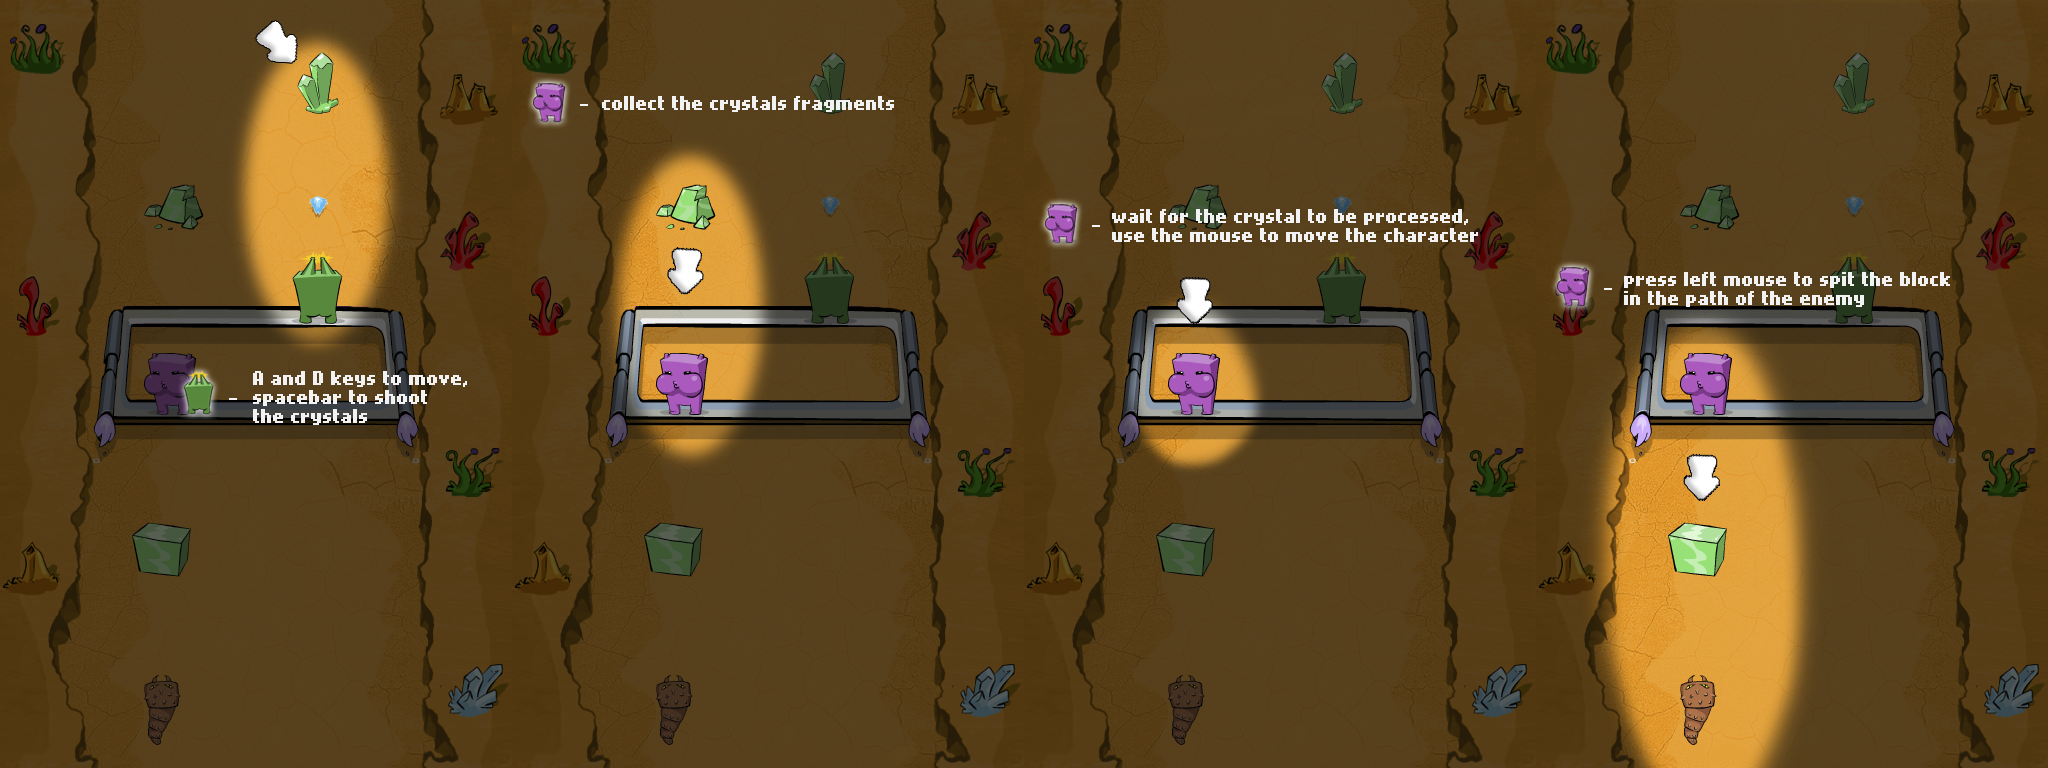 A and D keys to move,
- spacebar to shoot
the crystals
- collect the crystals fragments
wait for the crystal to be processed,
- use the mouse to move the character
press left mouse to spit the block
- in the path of the enemy